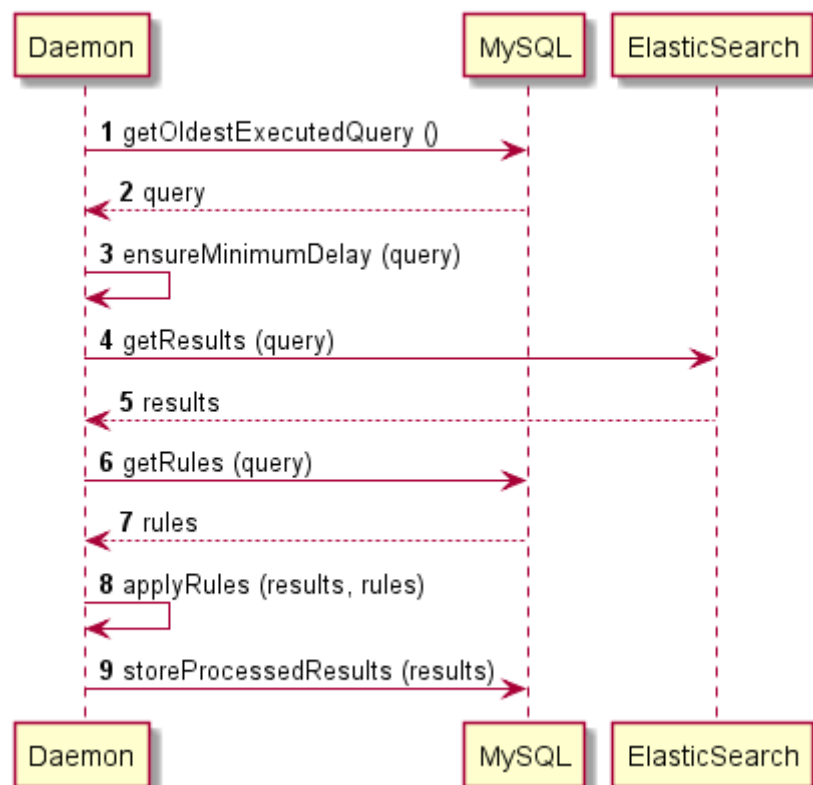 Daemon MySQL ElasticSearch
1 getOldestExecutedQuery ()
2 query
3 ensureMinimumDelay (query)
4 getResults (query)
5 results
6 getRules (query)
7 rules
8 applyRules (results, rules)
9 storeProcessedResults (results)
Daemon MySQL ElasticSearch